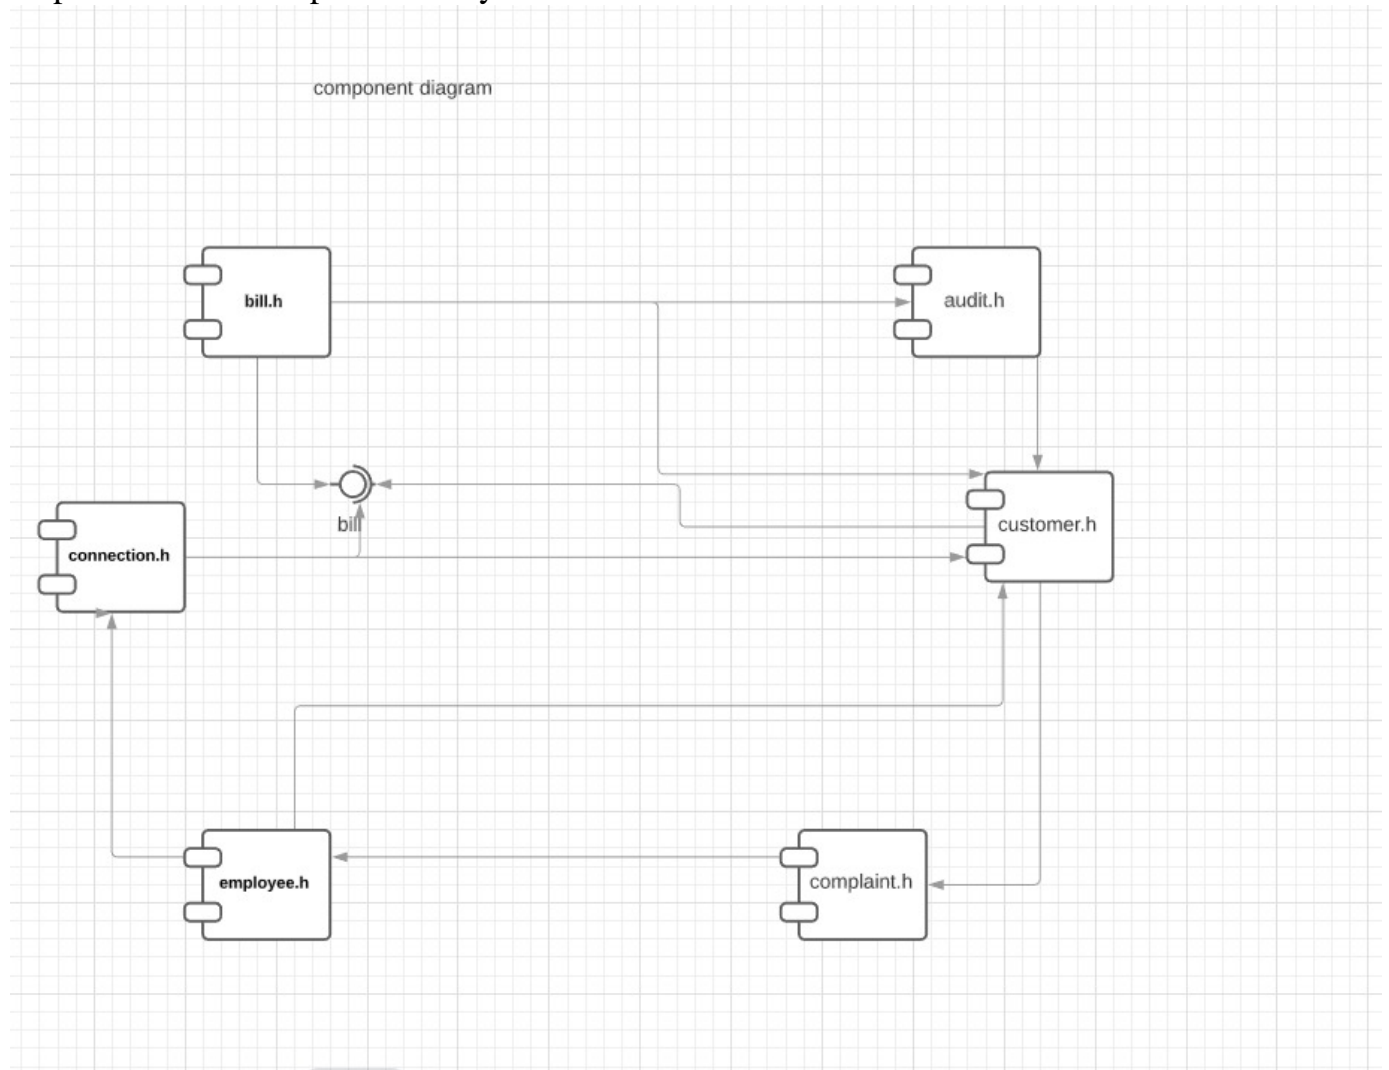 component diagram
bill.h
audit.h
bill
customer.h
connection.h
employee.h
complaint.h